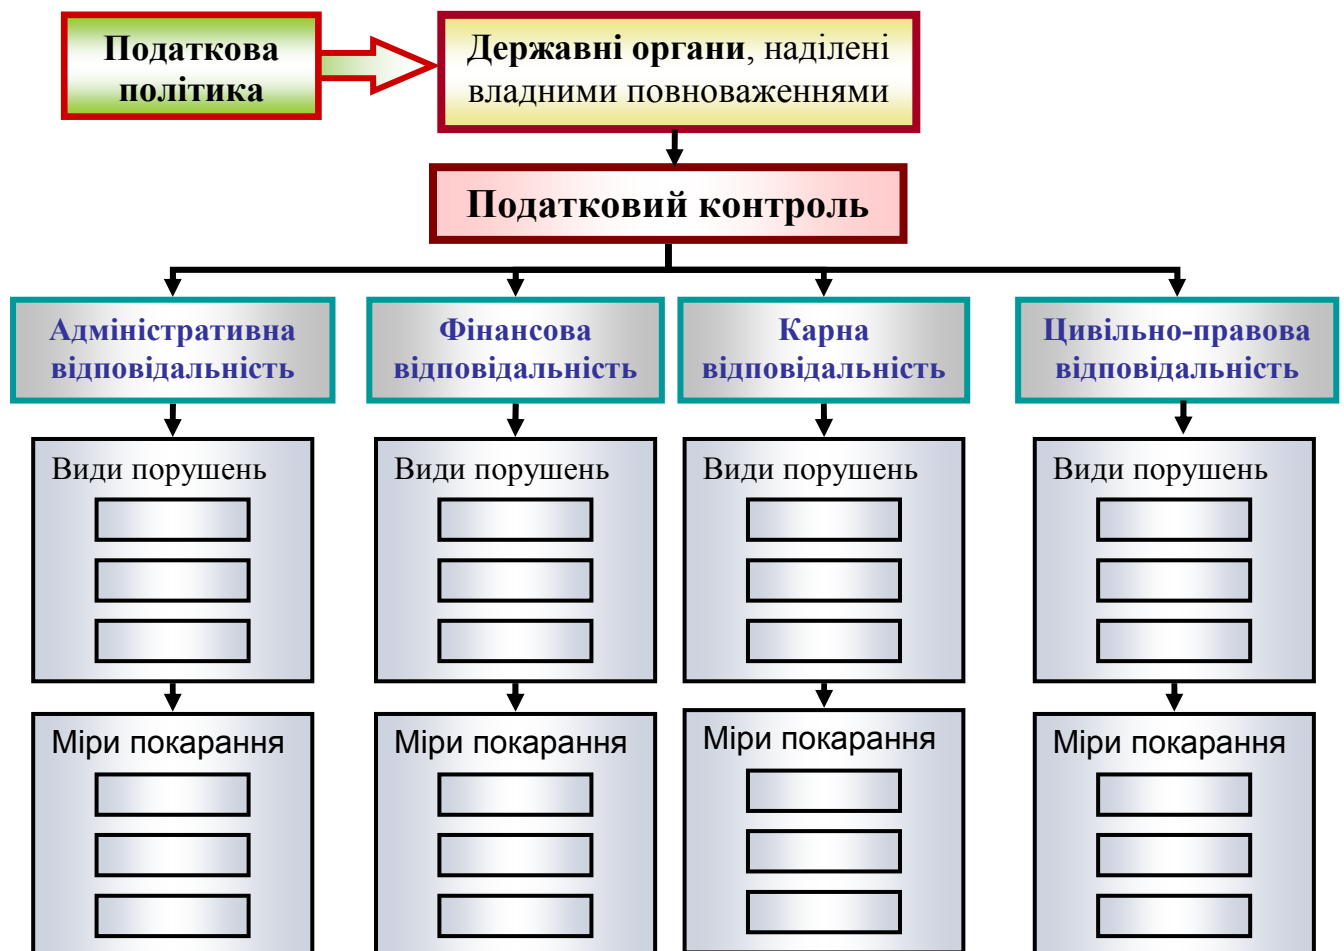 Податкова
політика
Державні органи, наділені
владними повноваженнями
Податковий контроль
Адміністративна
відповідальність
Фінансова
відповідальність
Карна
відповідальність
Цивільно-правова
відповідальність
Види порушень
Види порушень
Види порушень
Види порушень
Міри покарання
Міри покарання
Міри покарання
Міри покарання